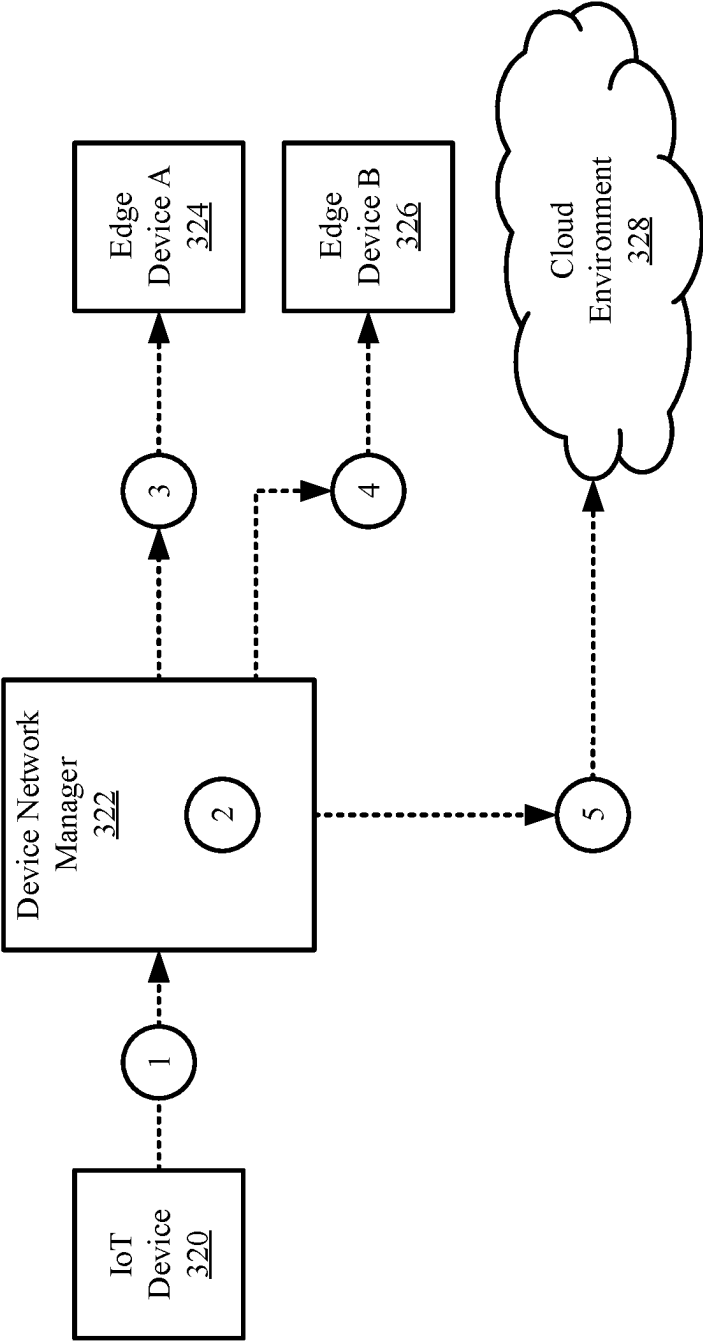 IoT
Device
320
1
Device Network
Manager
322
2
3
Edge
Device A
324
4
Edge
Device B
326
5
Cloud
Environment
328